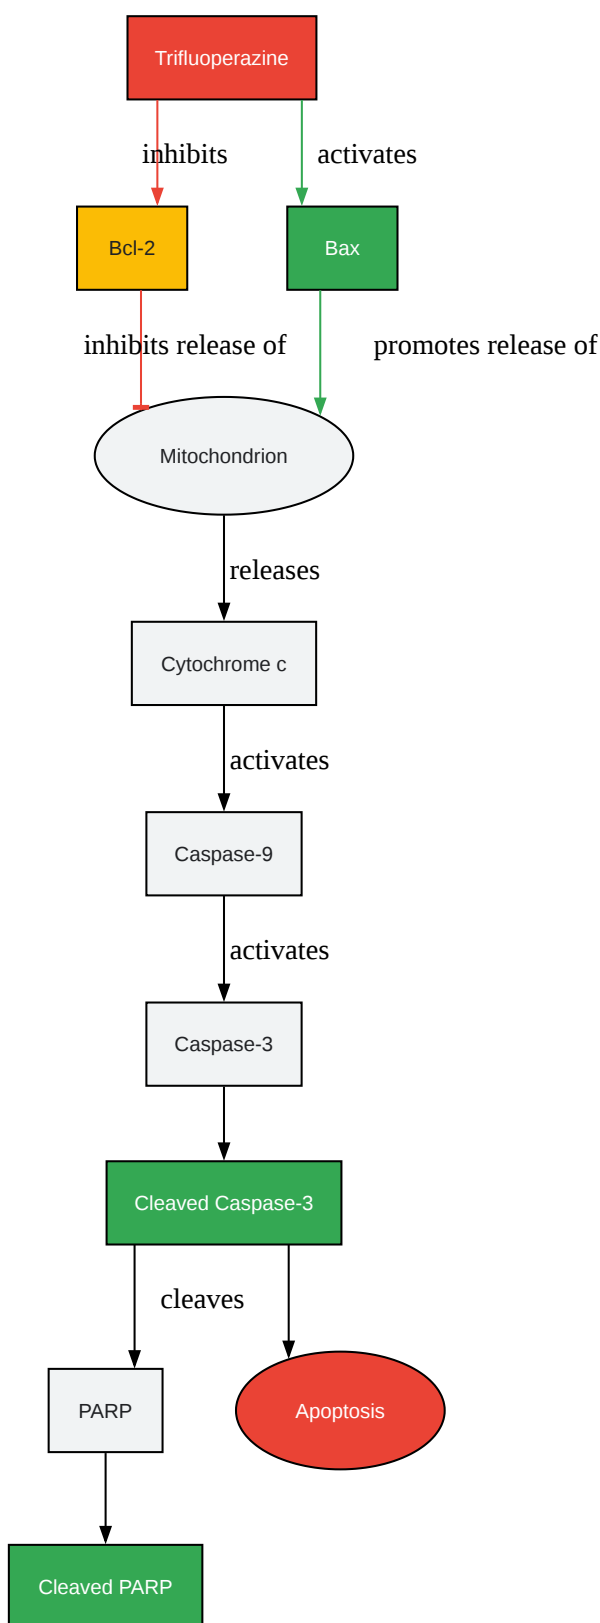 Trifluoperazine
inhibits
activates
Bcl-2
Bax
inhibits release of
promotes release of
Mitochondrion
releases
Cytochrome c
activates
Caspase-9
activates
Caspase-3
Cleaved Caspase-3
cleaves
PARP
Apoptosis
Cleaved PARP